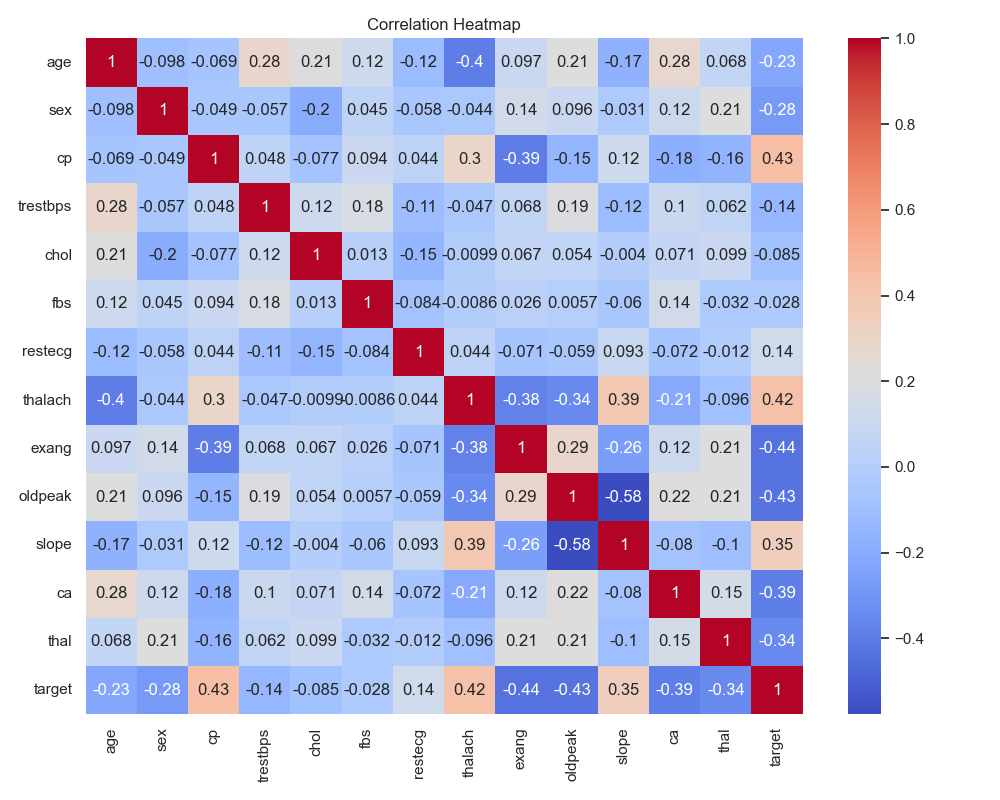 Correlation Heatmap
age 1 -0.098 -0.069 0.28 0.21 0.12 -0.12 -0.4 0.097 0.21 -0.17 0.28 0.068 -0.23
sex -0.098 1 -0.049 -0.057 -0.2 0.045 -0.058 -0.044 0.14 0.096 -0.031 0.12 0.21 -0.28
cp -0.069 -0.049 1 0.048 -0.077 0.094 0.044 0.3 -0.39 -0.15 0.12 -0.18 -0.16 0.43
trestbps 0.28 -0.057 0.048 1 0.12 0.18 -0.11 -0.047 0.068 0.19 -0.12 0.1 0.062 -0.14
chol 0.21 -0.2 -0.077 0.12 1 0.013 -0.15 -0.0099 0.067 0.054 -0.004 0.071 0.099 -0.085
fbs 0.12 0.045 0.094 0.18 0.013 1 -0.084 -0.0086 0.026 0.0057 -0.06 0.14 -0.032 -0.028
restecg -0.12 -0.058 0.044 -0.11 -0.15 -0.084 1 0.044 -0.071 -0.059 0.093 -0.072 -0.012 0.14
thalach -0.4 -0.044 0.3 -0.047 -0.0099 -0.0086 0.044 1 -0.38 -0.34 0.39 -0.21 -0.096 0.42
exang 0.097 0.14 -0.39 0.068 0.067 0.026 -0.071 -0.38 1 0.29 -0.26 0.12 0.21 -0.44
oldpeak 0.21 0.096 -0.15 0.19 0.054 0.0057 -0.059 -0.34 0.29 1 -0.58 0.22 0.21 -0.43
slope -0.17 -0.031 0.12 -0.12 -0.004 -0.06 0.093 0.39 -0.26 -0.58 1 -0.08 -0.1 0.35
ca 0.28 0.12 -0.18 0.1 0.071 0.14 -0.072 -0.21 0.12 0.22 -0.08 1 0.15 -0.39
thal 0.068 0.21 -0.16 0.062 0.099 -0.032 -0.012 -0.096 0.21 0.21 -0.1 0.15 1 -0.34
target -0.23 -0.28 0.43 -0.14 -0.085 -0.028 0.14 0.42 -0.44 -0.43 0.35 -0.39 -0.34 1
age sex cp trestbps chol fbs restecg thalach exang oldpeak slope ca thal target
1.0
0.8
0.6
0.4
0.2
0.0
−0.2
−0.4